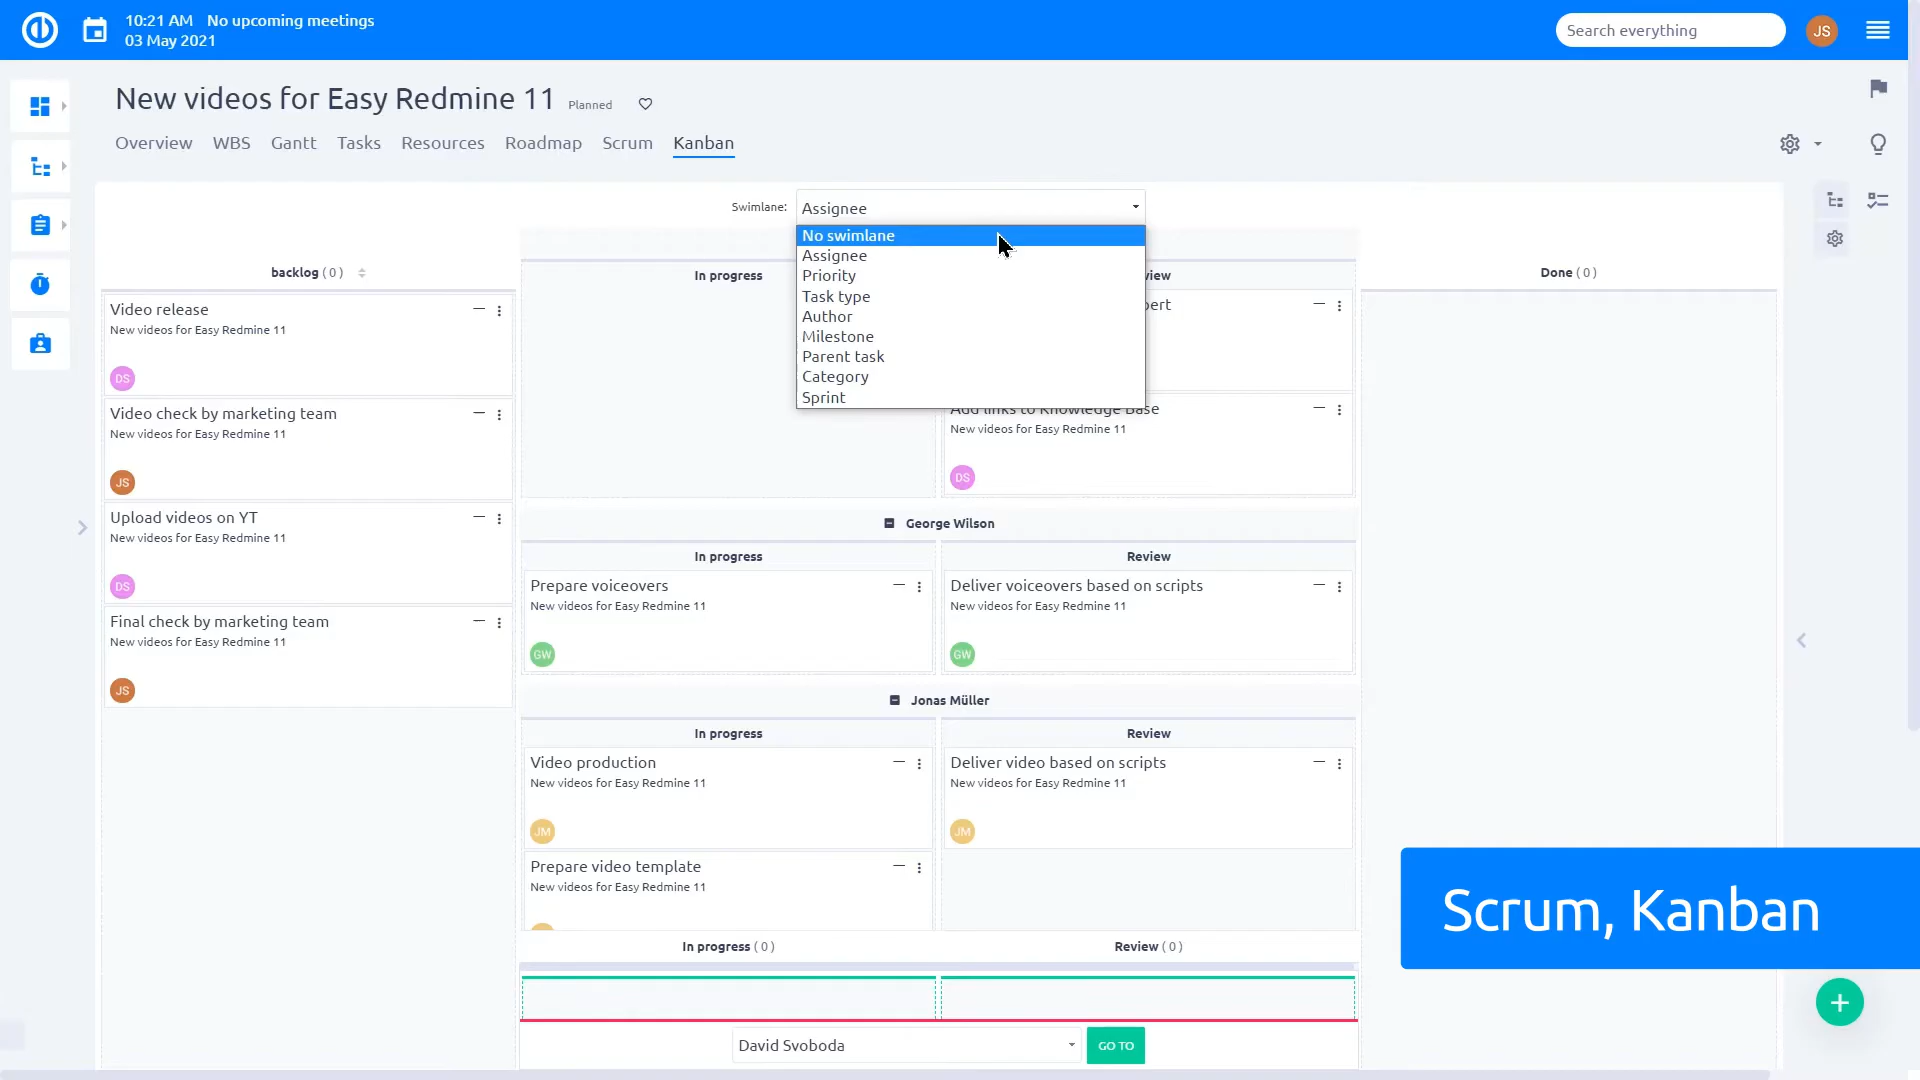 10:21 AM No upcoming meetings
03 May 2021
Search everything
JS
New videos for Easy Redmine 11 Planned
Overview WBS Gantt Tasks Resources Roadmap Scrum Kanban
Swimlane: Assignee
No swimlane
Assignee
Priority
Task type
Author
Milestone
Parent task
Category
Sprint
backlog ( 0 )
Video release
New videos for Easy Redmine 11
DS
Video check by marketing team
New videos for Easy Redmine 11
JS
Upload videos on YT
New videos for Easy Redmine 11
DS
Final check by marketing team
New videos for Easy Redmine 11
JS
In progress
Add links to Knowledge Base
New videos for Easy Redmine 11
DS
Done ( 0 )
George Wilson
In progress Review
Prepare voiceovers
New videos for Easy Redmine 11
GW
Deliver voiceovers based on scripts
New videos for Easy Redmine 11
GW
Jonas Müller
In progress Review
Video production
New videos for Easy Redmine 11
JM
Deliver video based on scripts
New videos for Easy Redmine 11
JM
Prepare video template
New videos for Easy Redmine 11
In progress ( 0 ) Review ( 0 )
David Svoboda GO TO
Scrum, Kanban